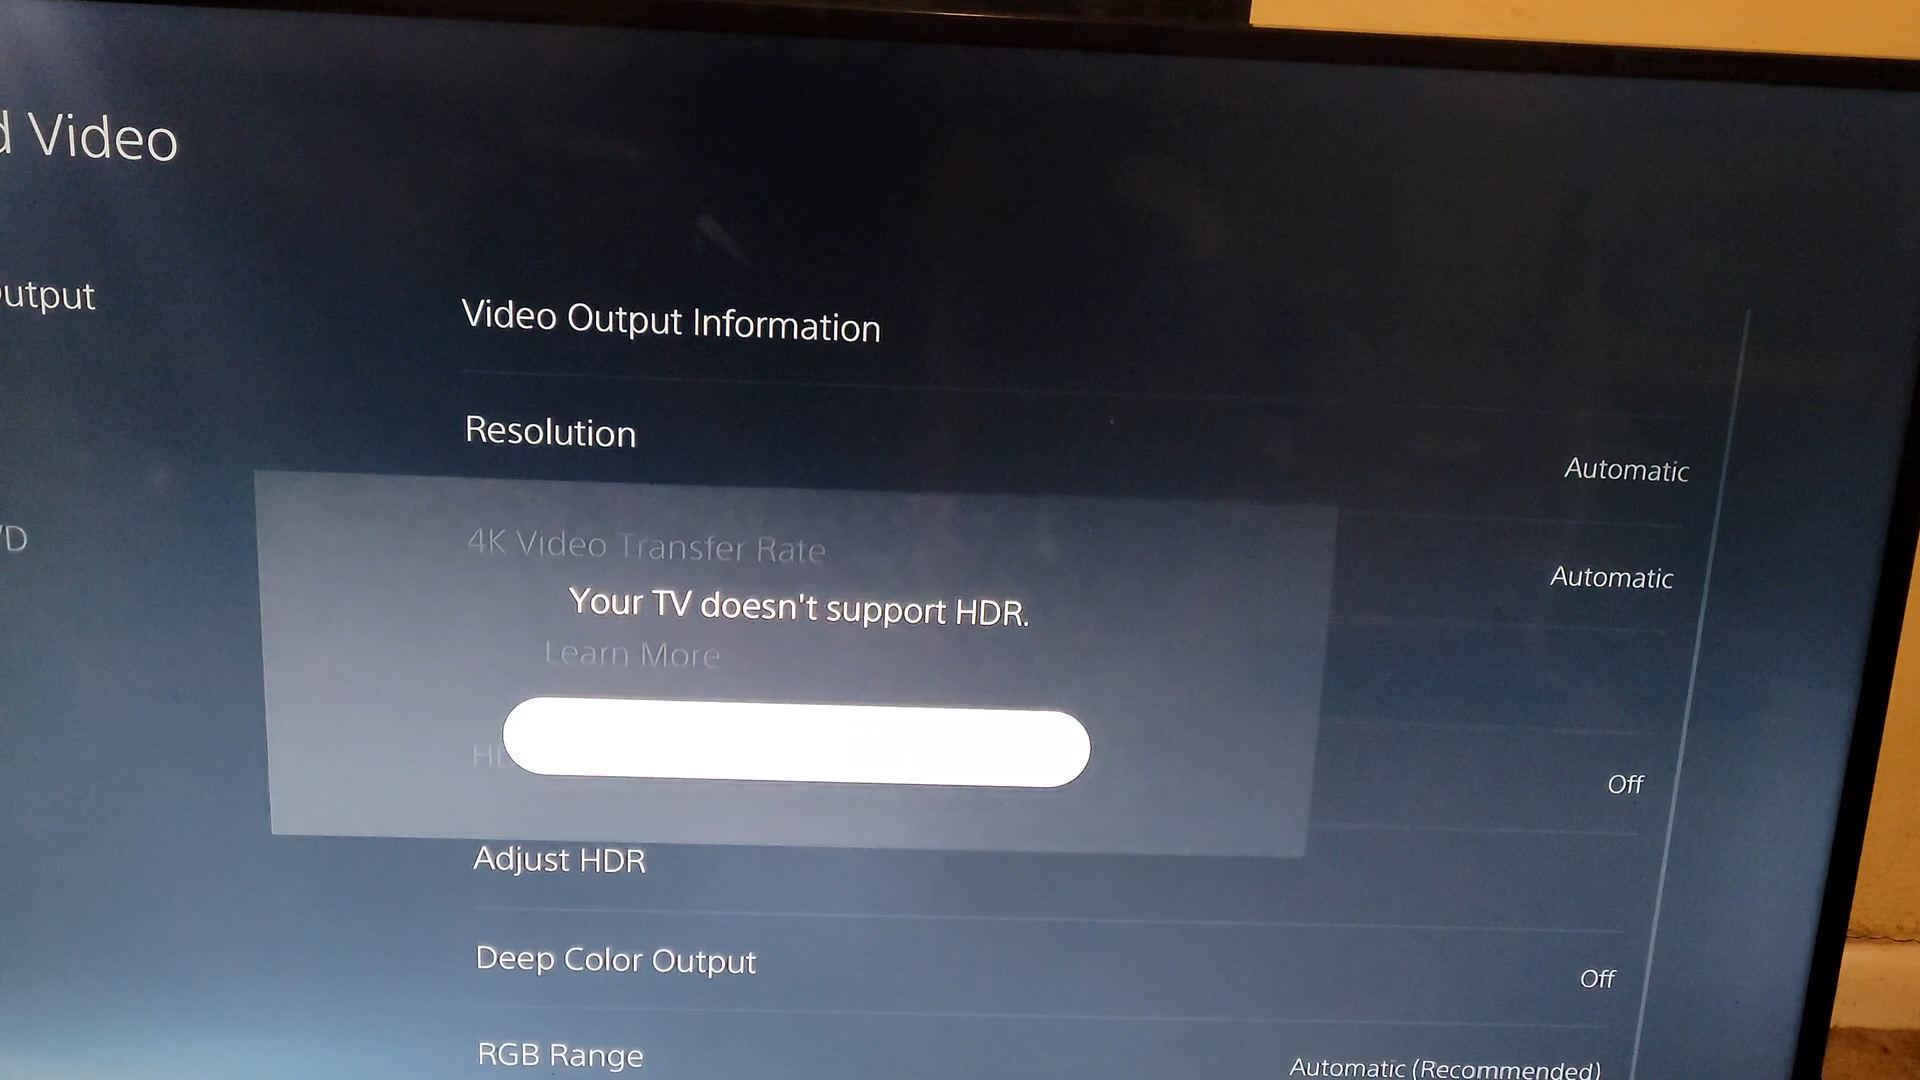 d Video
output
Video Output Information
Resolution
Automatic
/D
4K Video Transfer Rate
Automatic
Your TV doesn't support HDR.
Learn More
Off
Adjust HDR
Deep Color Output
Off
RGB Range
Automatic (Recommended)